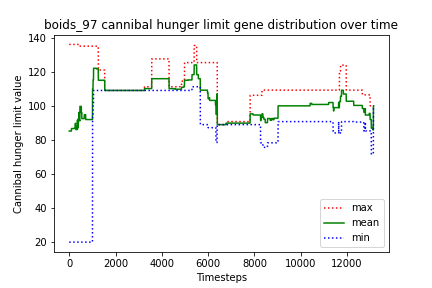 boids_97 cannibal hunger limit gene distribution over time
Cannibal hunger limit value
140
120
100
80
60
40
20
0
2000
4000
6000
8000
10000
12000
Timesteps
max
mean
min